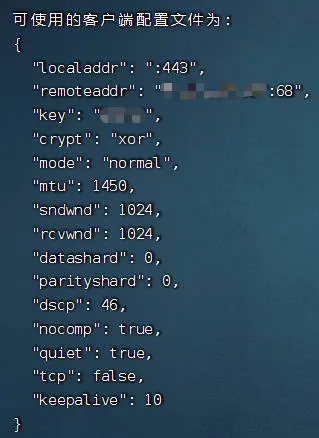 可使用的客户端配置文件为:
{
"localaddr": ":443",
"remoteaddr": ":68",
"key": "",
"crypt": "xor",
"mode": "normal",
"mtu": 1450,
"sndwnd": 1024,
"rcvwnd": 1024,
"datashard": 0,
"parityshard": 0,
"dscp": 46,
"nocomp": true,
"quiet": true,
"tcp": false,
"keepalive": 10
}